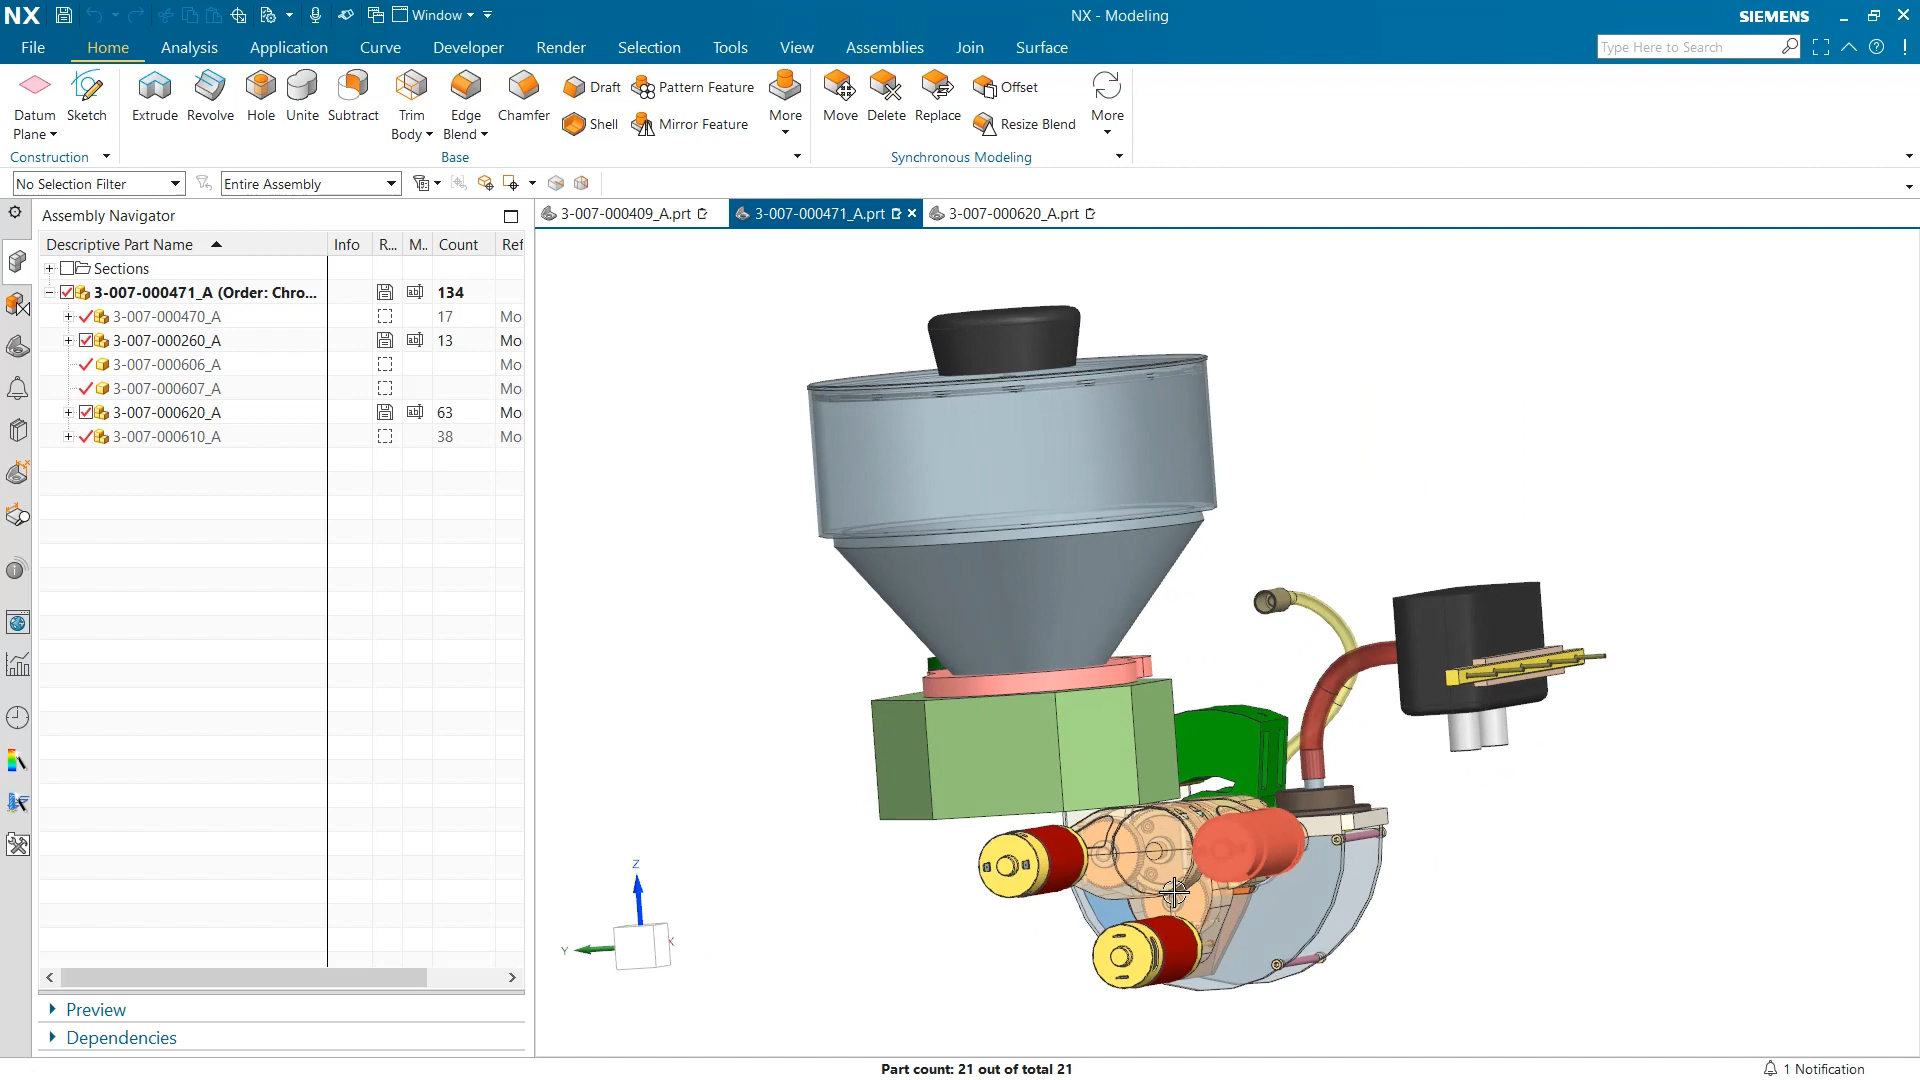 NX Window NX - Modeling SIEMENS
File Home Analysis Application Curve Developer Render Selection Tools View Assemblies Join Surface Type Here to Search
Datum Plane Sketch Extrude Revolve Hole Unite Subtract Trim Body Edge Blend Chamfer Draft Pattern Feature More Move Delete Replace Offset More
Shell Mirror Feature Resize Blend
Construction Base Synchronous Modeling
No Selection Filter Entire Assembly
Assembly Navigator 3-007-000409_A.prt 3-007-000471_A.prt 3-007-000620_A.prt
Descriptive Part Name Info R... M.. Count Ref
Sections
3-007-000471_A (Order: Chro... 134
3-007-000470_A 17 Mo
3-007-000260_A 13 Mo
3-007-000606_A Mo
3-007-000607_A Mo
3-007-000620_A 63 Mo
3-007-000610_A 38 Mo
Z
Y X
Preview
Dependencies
Part count: 21 out of total 21 1 Notification